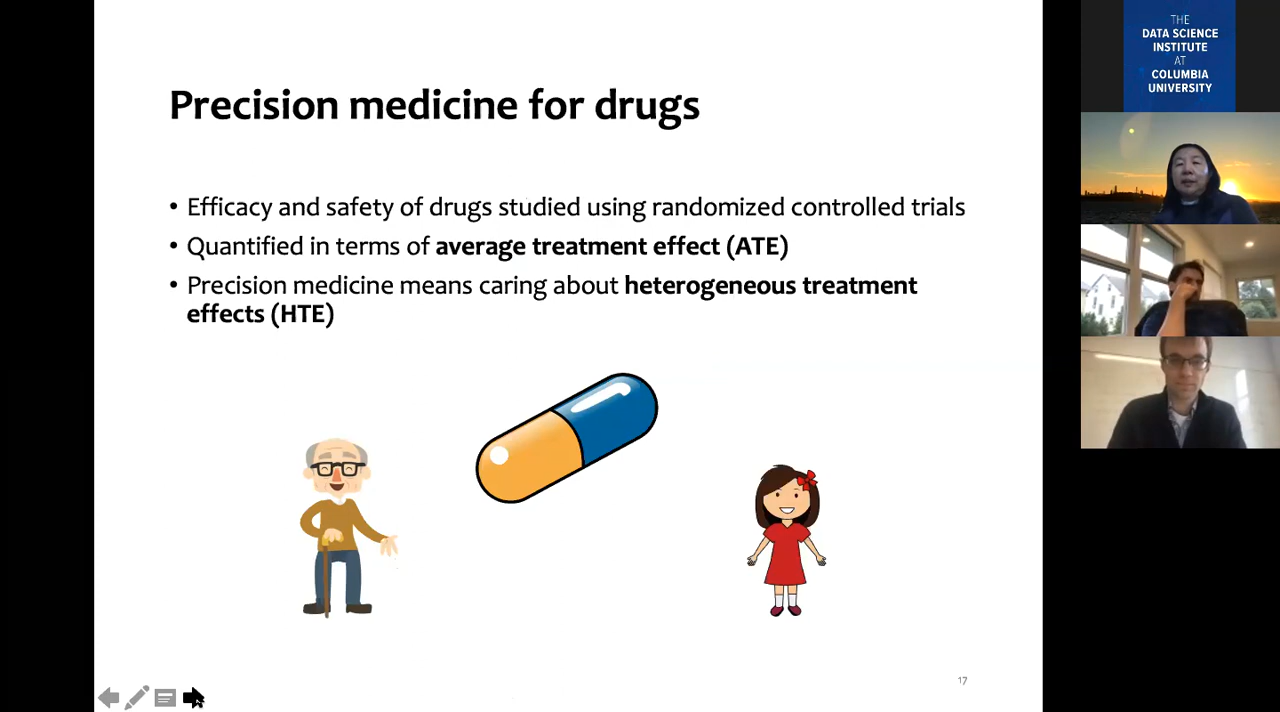 Precision medicine for drugs
• Efficacy and safety of drugs studied using randomized controlled trials
• Quantified in terms of average treatment effect (ATE)
• Precision medicine means caring about heterogeneous treatment
effects (HTE)
17
THE
DATA SCIENCE
INSTITUTE
AT
COLUMBIA
UNIVERSITY